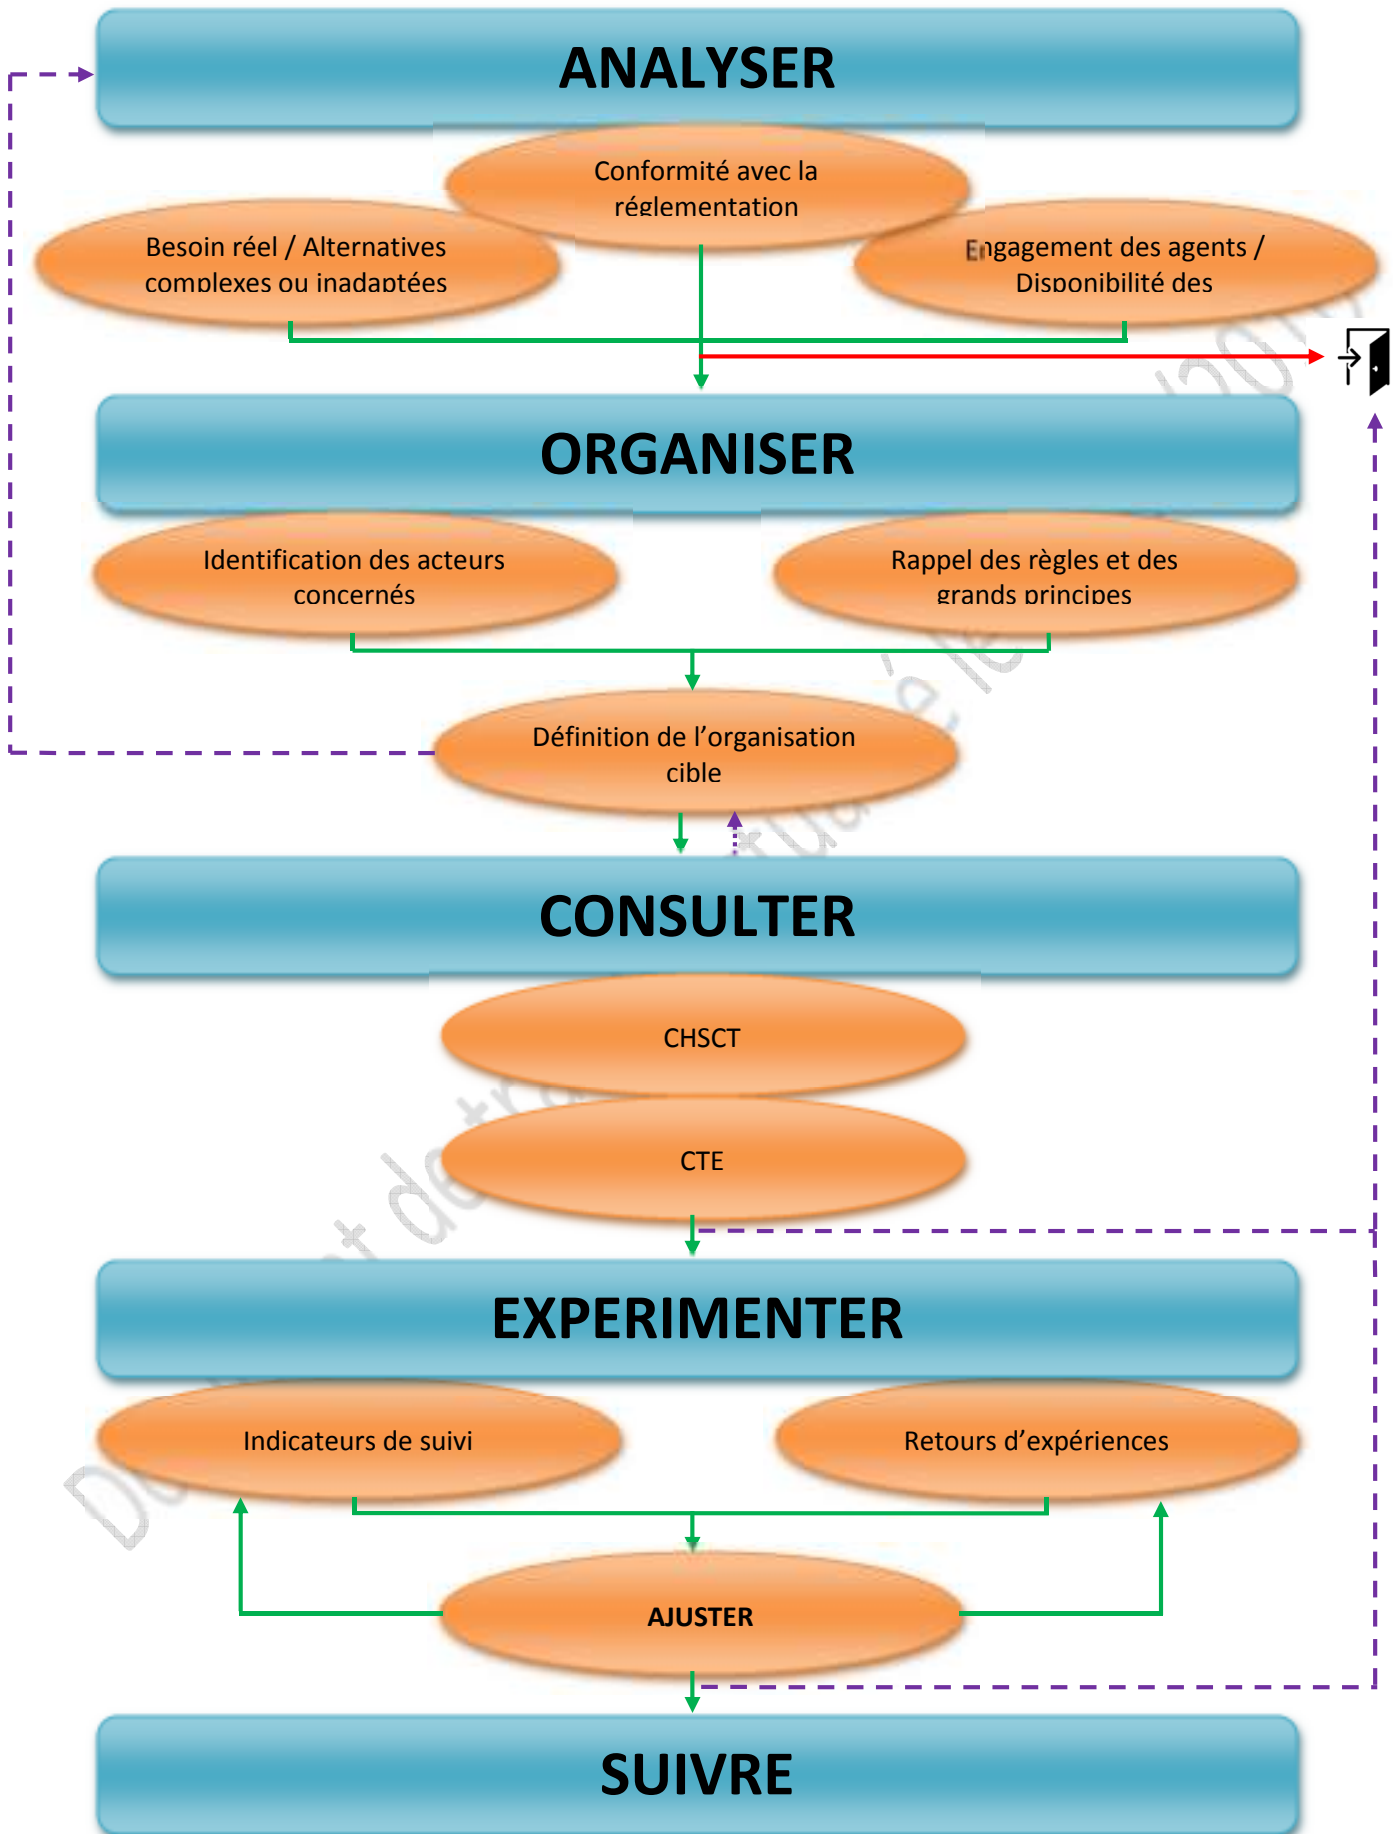 ANALYSER
Conformité avec la
réglementation
Besoin réel / Alternatives
complexes ou inadaptées
Engagement des agents /
Disponibilité des
ORGANISER
Identification des acteurs
concernés
Rappel des règles et des
grands principes
Définition de l’organisation
cible
CONSULTER
CHSCT
CTE
EXPERIMENTER
Indicateurs de suivi
Retours d’expériences
AJUSTER
SUIVRE